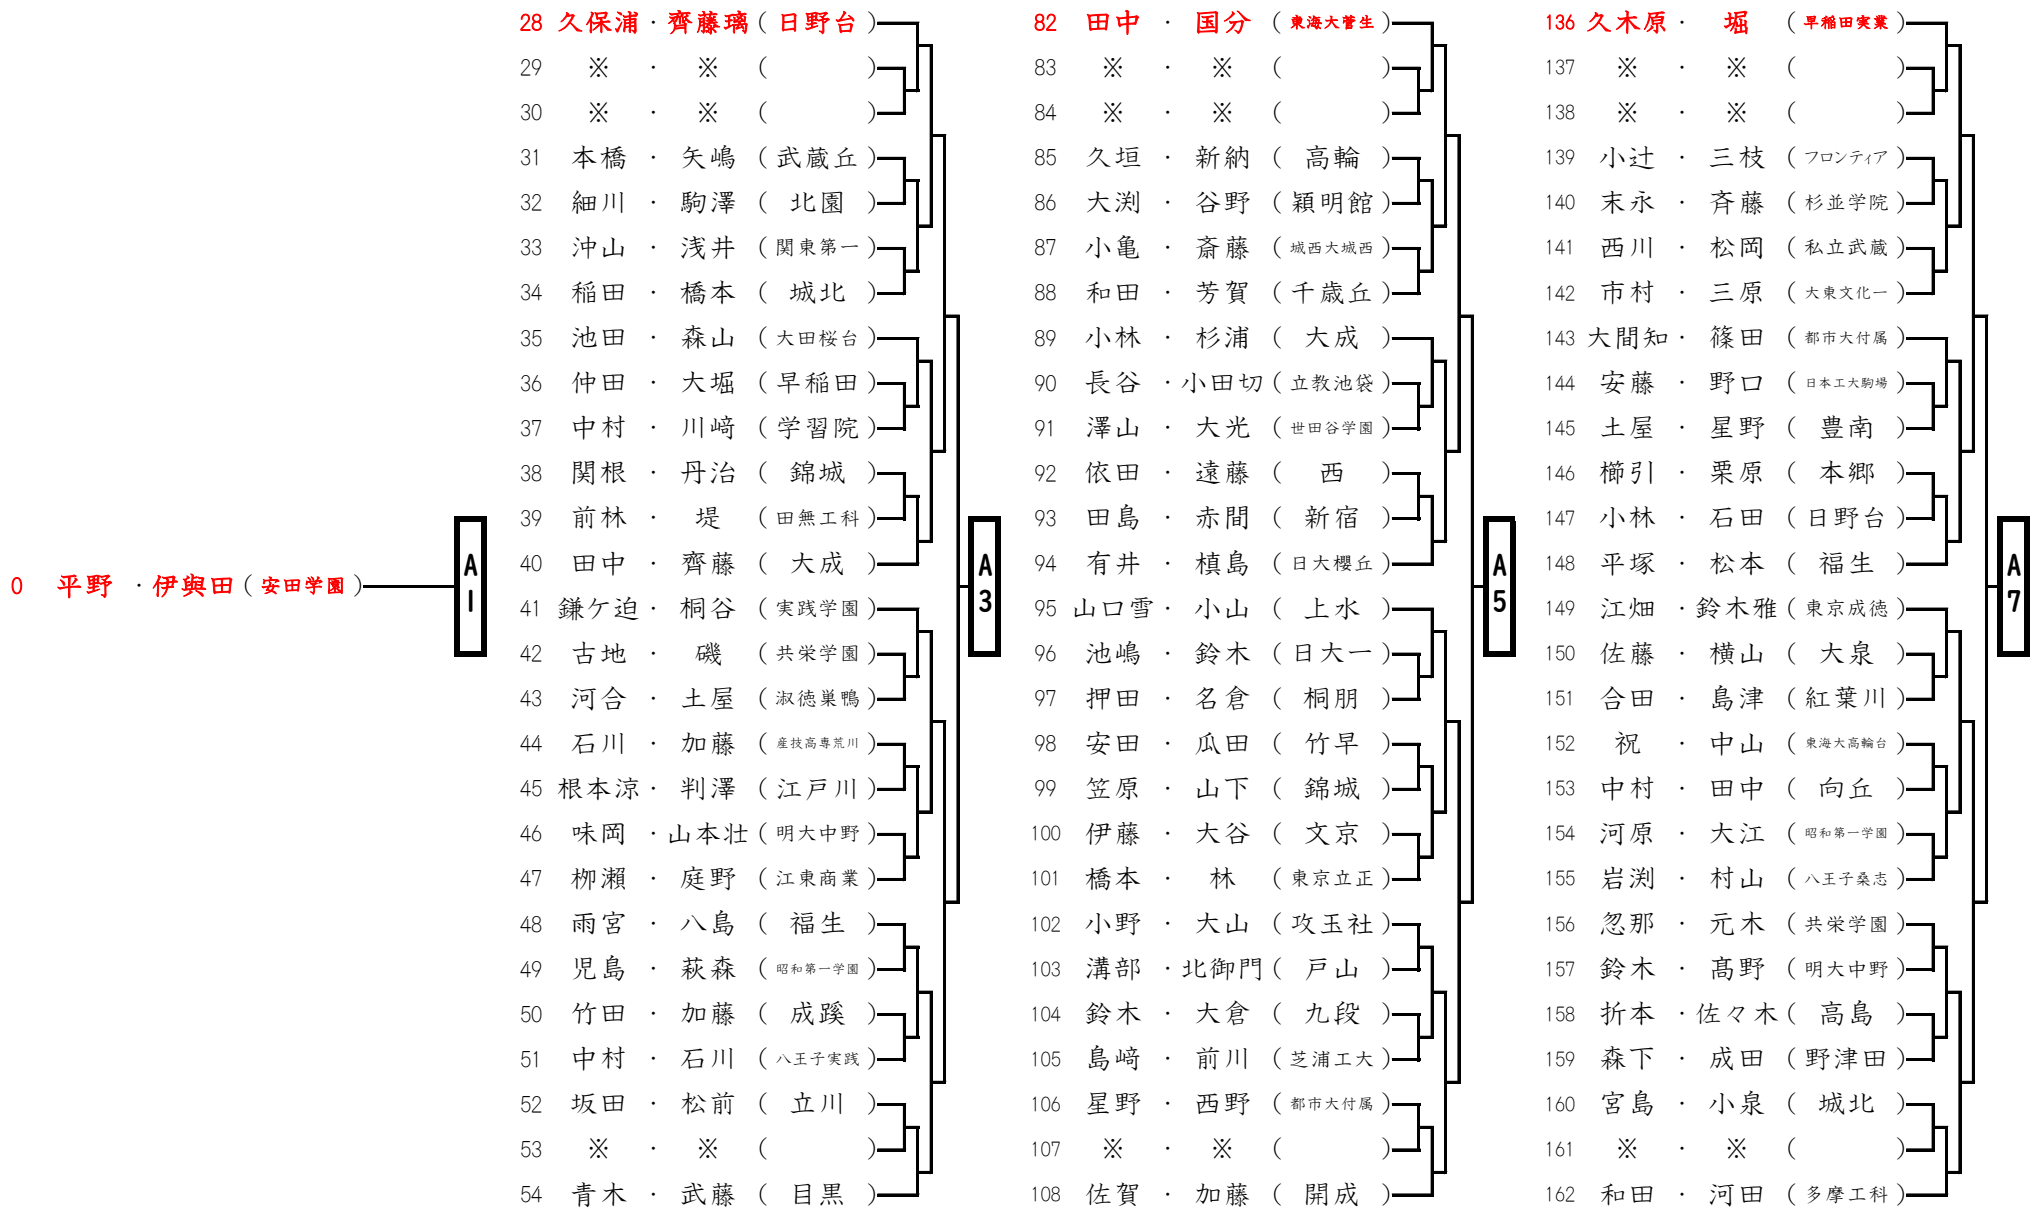 0 平野 ・ 伊與田 ( 安田学園 )
A1
28 久保浦 ・ 齊藤璃 ( 日野台 )
29 ※ ・ ※ ( )
30 ※ ・ ※ ( )
31 本橋 ・ 矢嶋 ( 武蔵丘 )
32 細川 ・ 駒澤 ( 北園 )
33 沖山 ・ 浅井 ( 関東第一 )
34 稲田 ・ 橋本 ( 城北 )
35 池田 ・ 森山 ( 大田桜台 )
36 仲田 ・ 大堀 ( 早稲田 )
37 中村 ・ 川﨑 ( 学習院 )
38 関根 ・ 丹治 ( 錦城 )
39 前林 ・ 堤 ( 田無工科 )
40 田中 ・ 齊藤 ( 大成 )
41 鎌ケ迫 ・ 桐谷 ( 実践学園 )
42 古地 ・ 磯 ( 共栄学園 )
43 河合 ・ 土屋 ( 淑徳巣鴨 )
44 石川 ・ 加藤 ( 産技高専荒川 )
45 根本涼 ・ 判澤 ( 江戸川 )
46 味岡 ・ 山本壮 ( 明大中野 )
47 栁瀨 ・ 庭野 ( 江東商業 )
48 雨宮 ・ 八島 ( 福生 )
49 児島 ・ 萩森 ( 昭和第一学園 )
50 竹田 ・ 加藤 ( 成蹊 )
51 中村 ・ 石川 ( 八王子実践 )
52 坂田 ・ 松前 ( 立川 )
53 ※ ・ ※ ( )
54 青木 ・ 武藤 ( 目黒 )
A3
82 田中 ・ 国分 ( 東海大菅生 )
83 ※ ・ ※ ( )
84 ※ ・ ※ ( )
85 久垣 ・ 新納 ( 高輪 )
86 大渕 ・ 谷野 ( 穎明館 )
87 小亀 ・ 斎藤 ( 城西大城西 )
88 和田 ・ 芳賀 ( 千歳丘 )
89 小林 ・ 杉浦 ( 大成 )
90 長谷 ・ 小田切 ( 立教池袋 )
91 澤山 ・ 大光 ( 世田谷学園 )
92 依田 ・ 遠藤 ( 西 )
93 田島 ・ 赤間 ( 新宿 )
94 有井 ・ 槙島 ( 日大櫻丘 )
95 山口雪 ・ 小山 ( 上水 )
96 池嶋 ・ 鈴木 ( 日大一 )
97 押田 ・ 名倉 ( 桐朋 )
98 安田 ・ 瓜田 ( 竹早 )
99 笠原 ・ 山下 ( 錦城 )
100 伊藤 ・ 大谷 ( 文京 )
101 橋本 ・ 林 ( 東京立正 )
102 小野 ・ 大山 ( 攻玉社 )
103 溝部 ・ 北御門 ( 戸山 )
104 鈴木 ・ 大倉 ( 九段 )
105 島﨑 ・ 前川 ( 芝浦工大 )
106 星野 ・ 西野 ( 都市大付属 )
107 ※ ・ ※ ( )
108 佐賀 ・ 加藤 ( 開成 )
A5
136 久木原 ・ 堀 ( 早稲田実業 )
137 ※ ・ ※ ( )
138 ※ ・ ※ ( )
139 小辻 ・ 三枝 ( フロンティア )
140 末永 ・ 斉藤 ( 杉並学院 )
141 西川 ・ 松岡 ( 私立武蔵 )
142 市村 ・ 三原 ( 大東文化一 )
143 大間知 ・ 篠田 ( 都市大付属 )
144 安藤 ・ 野口 ( 日本工大駒場 )
145 土屋 ・ 星野 ( 豊南 )
146 櫛引 ・ 栗原 ( 本郷 )
147 小林 ・ 石田 ( 日野台 )
148 平塚 ・ 松本 ( 福生 )
149 江畑 ・ 鈴木雅 ( 東京成徳 )
150 佐藤 ・ 横山 ( 大泉 )
151 合田 ・ 島津 ( 紅葉川 )
152 祝 ・ 中山 ( 東海大高輪台 )
153 中村 ・ 田中 ( 向丘 )
154 河原 ・ 大江 ( 昭和第一学園 )
155 岩渕 ・ 村山 ( 八王子桑志 )
156 忽那 ・ 元木 ( 共栄学園 )
157 鈴木 ・ 髙野 ( 明大中野 )
158 折本 ・ 佐々木 ( 高島 )
159 森下 ・ 成田 ( 野津田 )
160 宮島 ・ 小泉 ( 城北 )
161 ※ ・ ※ ( )
162 和田 ・ 河田 ( 多摩工科 )
A7